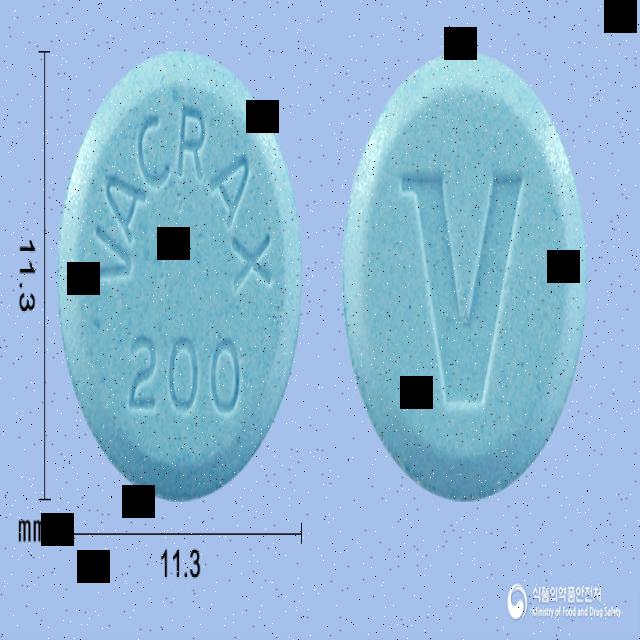 VACRAX
200
V
11.3
mm
11.3
식품의약품안전처
Ministry of Food and Drug Safety